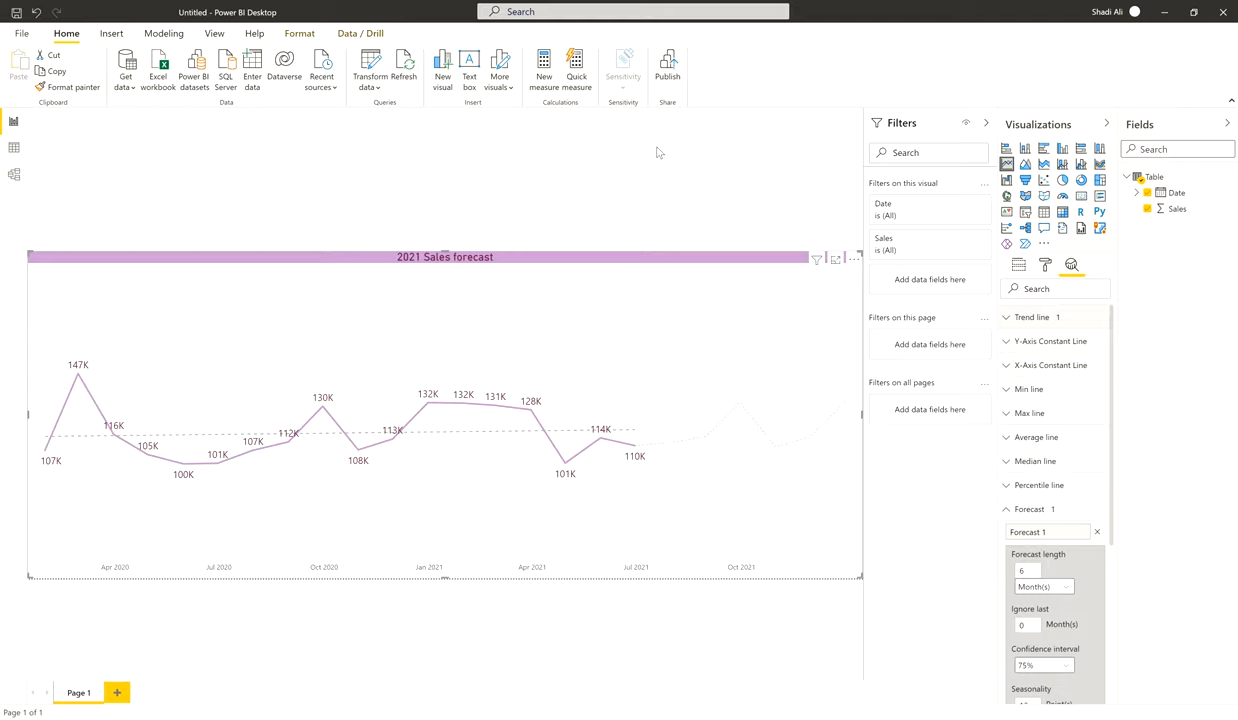 Untitled - Power BI Desktop
Search
Shadi Ali
File Home Insert Modeling View Help Format Data / Drill
Paste
Cut
Copy
Format painter
Clipboard
Get data
Excel workbook
Power BI datasets
SQL Server
Enter data
Dataverse
Recent sources
Data
Transform data
Refresh
Queries
New visual
A
Text box
More visuals
Insert
New measure
Quick measure
Calculations
Sensitivity
Sensitivity
Publish
Share
Filters
Search
Filters on this visual
Date
is (All)
Sales
is (All)
Add data fields here
Filters on this page
Add data fields here
Filters on all pages
Add data fields here
Visualizations
R Py
Search
Trend line 1
Y-Axis Constant Line
X-Axis Constant Line
Min line
Max line
Average line
Median line
Percentile line
Forecast 1
Forecast 1
Forecast length
6
Month(s)
Ignore last
0 Month(s)
Confidence interval
75%
Seasonality
Fields
Search
Table
Date
Σ Sales
2021 Sales forecast
107K
147K
116K
105K
100K
101K
107K
112K
130K
108K
113K
132K
132K
131K
128K
101K
114K
110K
Apr 2020 Jul 2020 Oct 2020 Jan 2021 Apr 2021 Jul 2021 Oct 2021
Page 1
Page 1 of 1